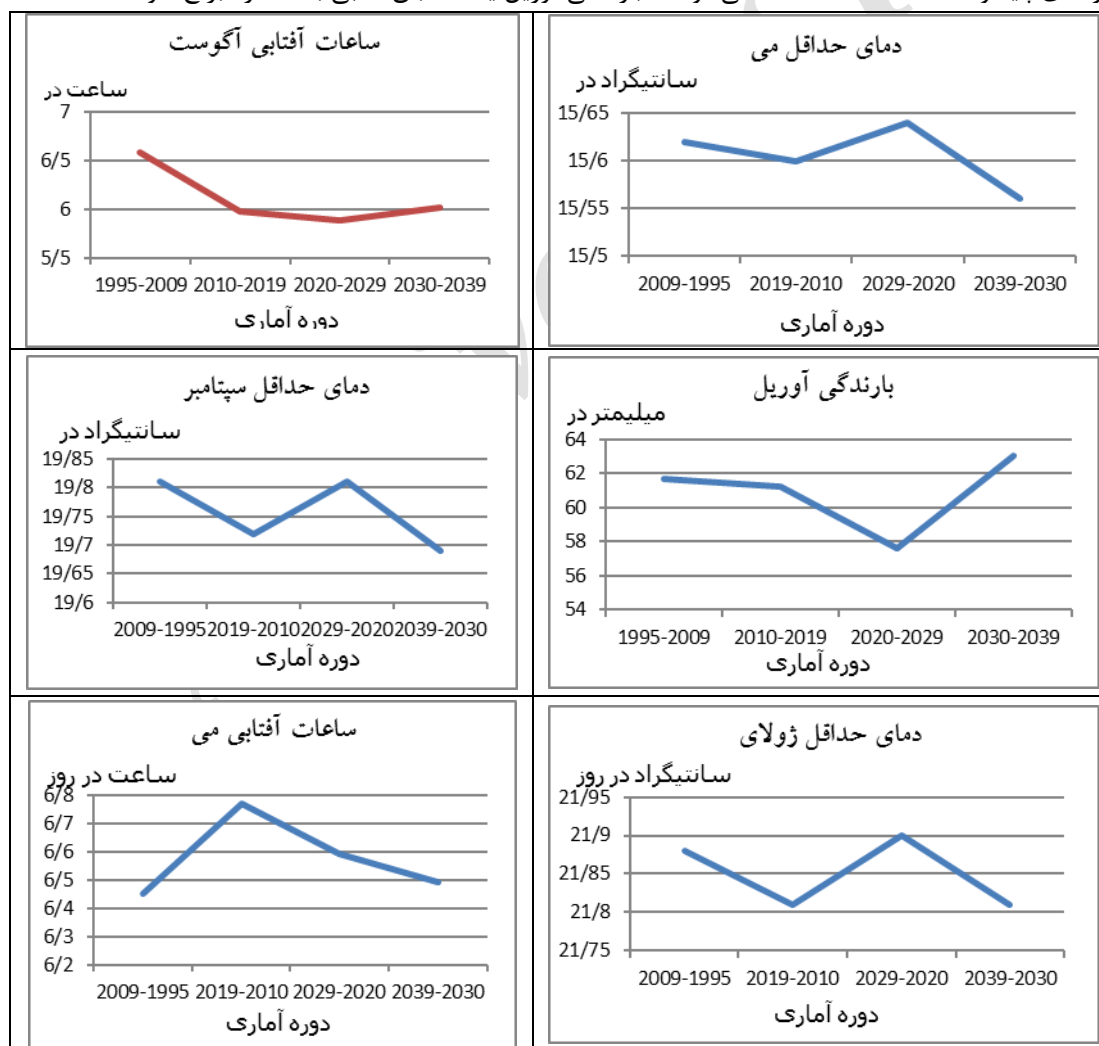 ساعات آفتابی آگوست
ساعت در
7
6/5
6
5/5
1995-2009 2010-2019 2020-2029 2030-2039
دوره آماری
دمای حداقل می
سانتیگراد در
15/65
15/6
15/55
15/5
2009-1995 2019-2010 2029-2020 2039-2030
دوره آماری
دمای حداقل سپتامبر
سانتیگراد در
19/85
19/8
19/75
19/7
19/65
19/6
2009-1995 2019-2010 2029-2020 2039-2030
دوره آماری
بارندگی آوریل
میلیمتر در
64
62
60
58
56
54
1995-2009 2010-2019 2020-2029 2030-2039
دوره آماری
ساعات آفتابی می
ساعت در روز
6/8
6/7
6/6
6/5
6/4
6/3
6/2
2009-1995 2019-2010 2029-2020 2039-2030
دوره آماری
دمای حداقل ژولای
سانتیگراد در روز
21/95
21/9
21/85
21/8
21/75
2009-1995 2019-2010 2029-2020 2039-2030
دوره آماری